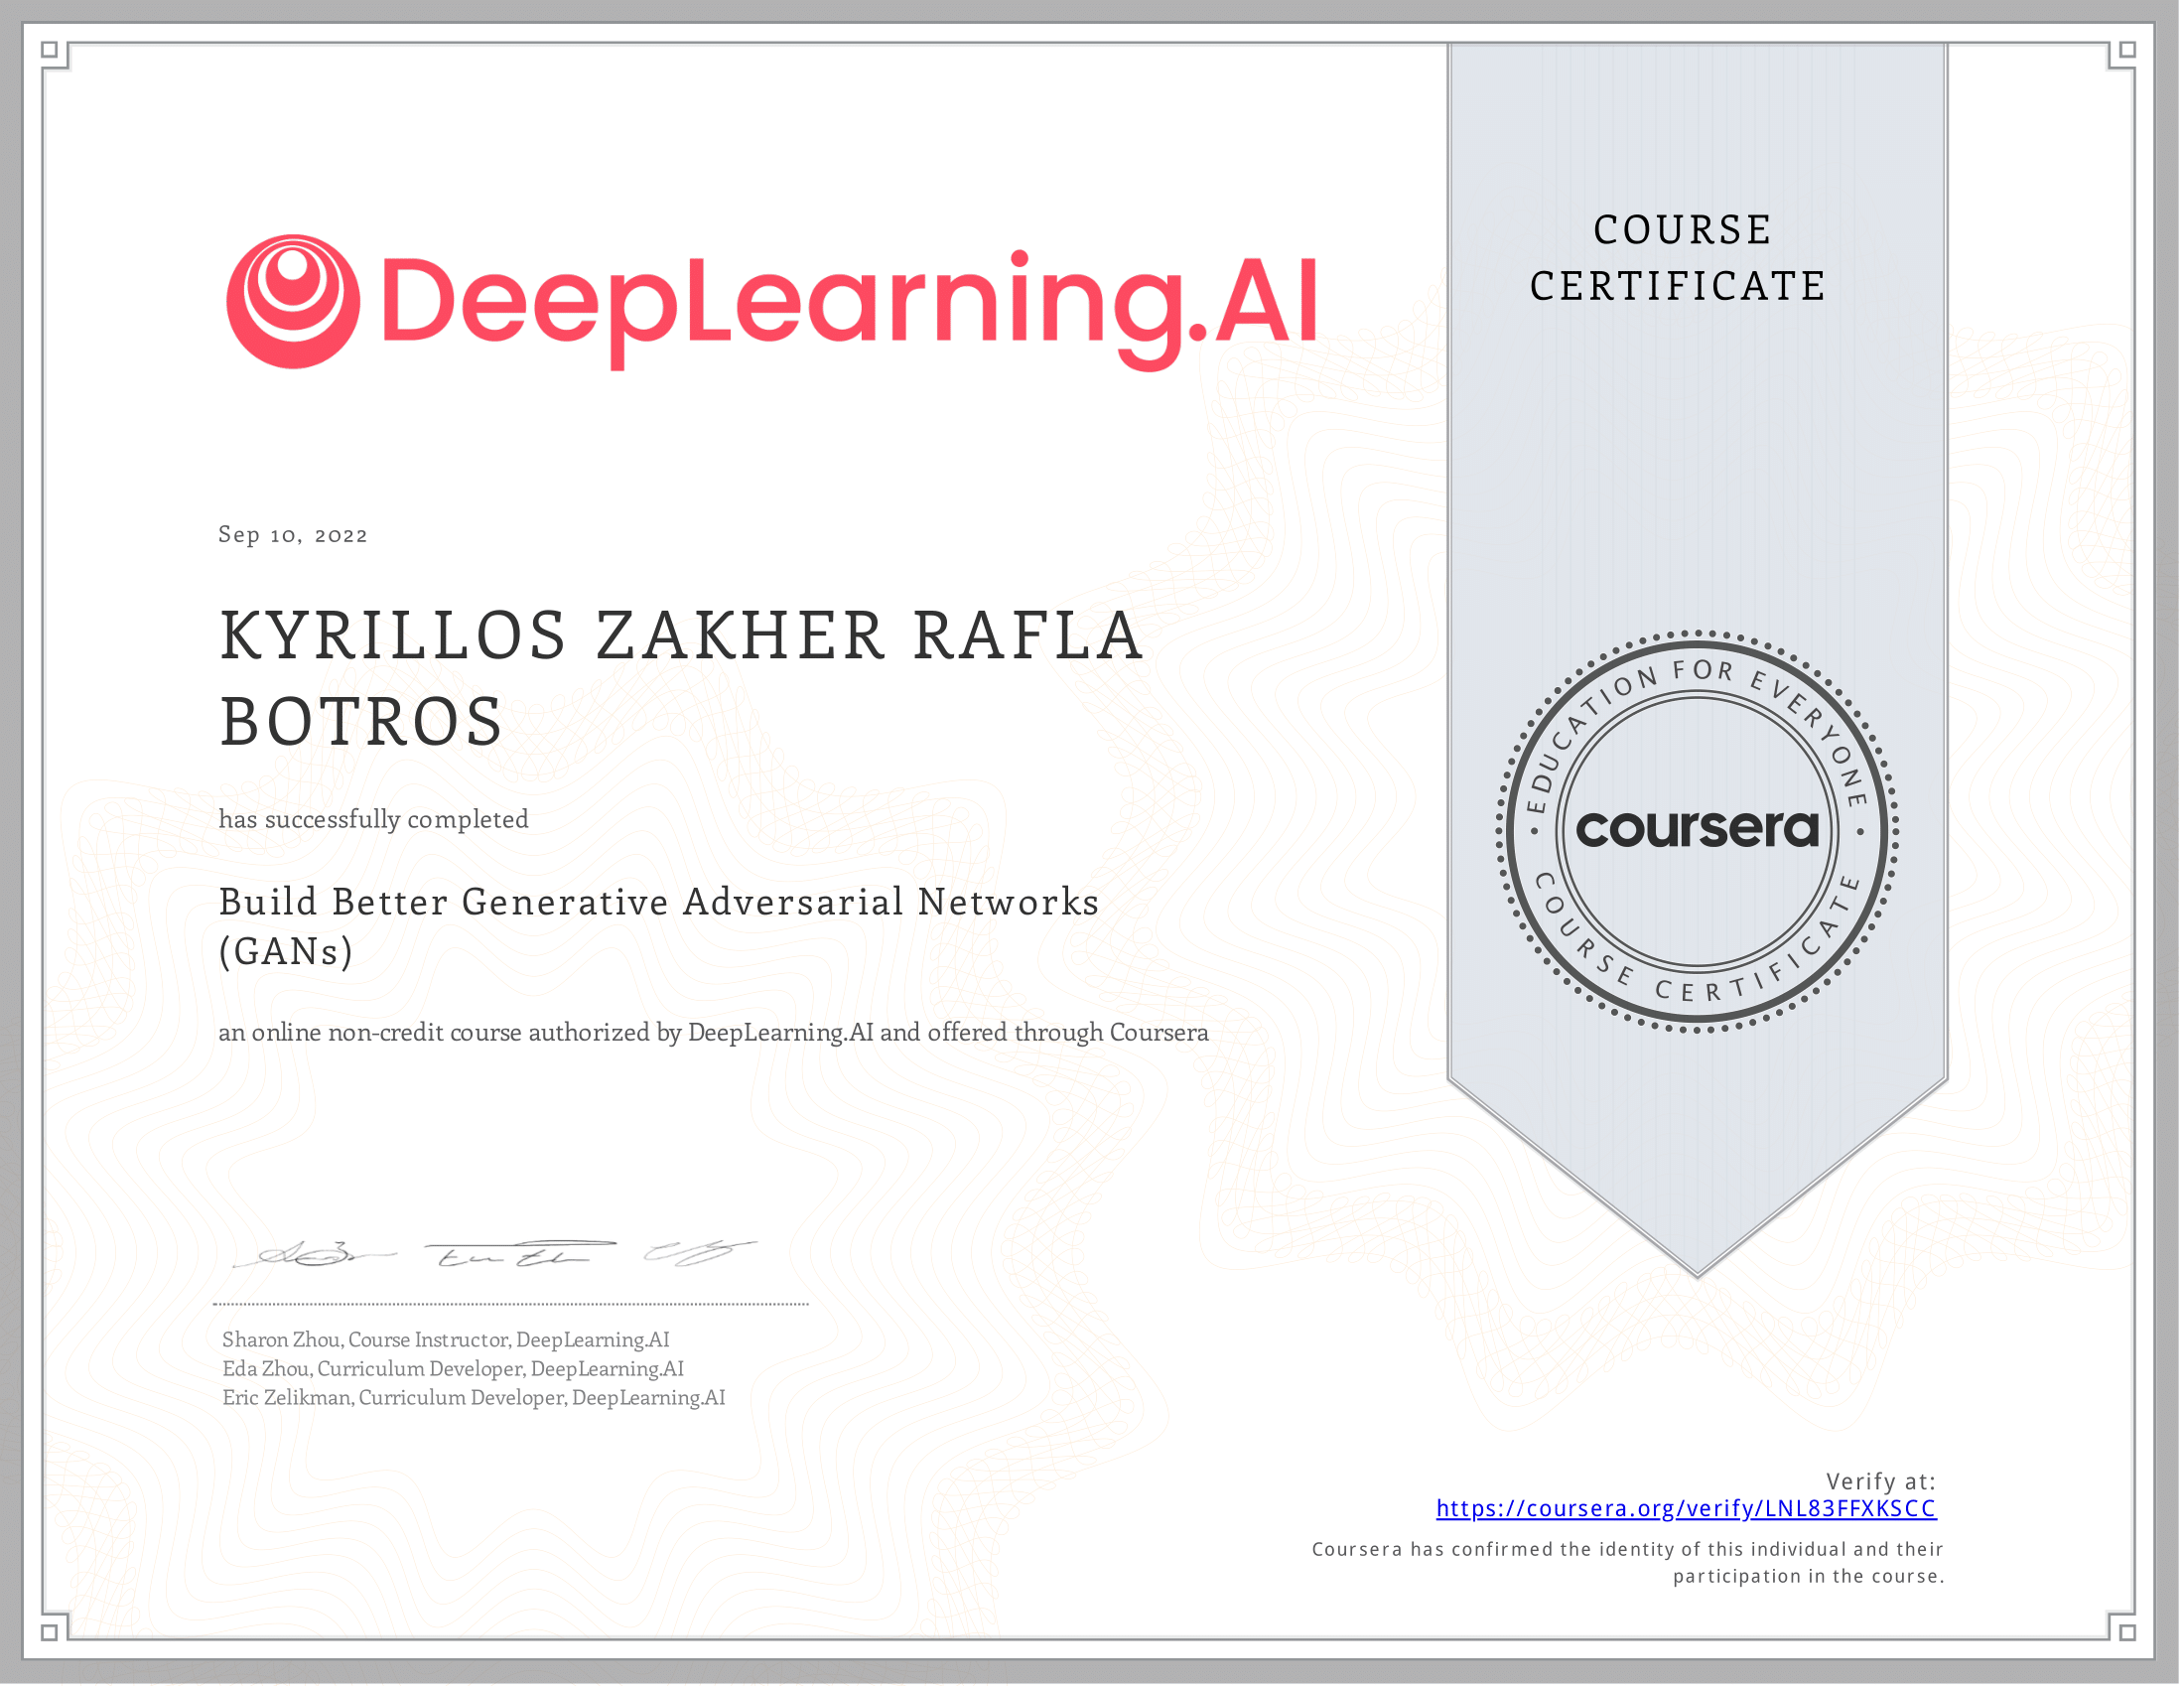 DeepLearning.AI
COURSE
CERTIFICATE
Sep 10, 2022
KYRILLOS ZAKHER RAFLA
BOTROS
has successfully completed
Build Better Generative Adversarial Networks
(GANs)
an online non-credit course authorized by DeepLearning.AI and offered through Coursera
EDUCATION FOR EVERYONE
coursera
COURSE CERTIFICATE
Sharon Zhou, Course Instructor, DeepLearning.AI
Eda Zhou, Curriculum Developer, DeepLearning.AI
Eric Zelikman, Curriculum Developer, DeepLearning.AI
Verify at:
https://coursera.org/verify/LNL83FFXKSCC
Coursera has confirmed the identity of this individual and their
participation in the course.